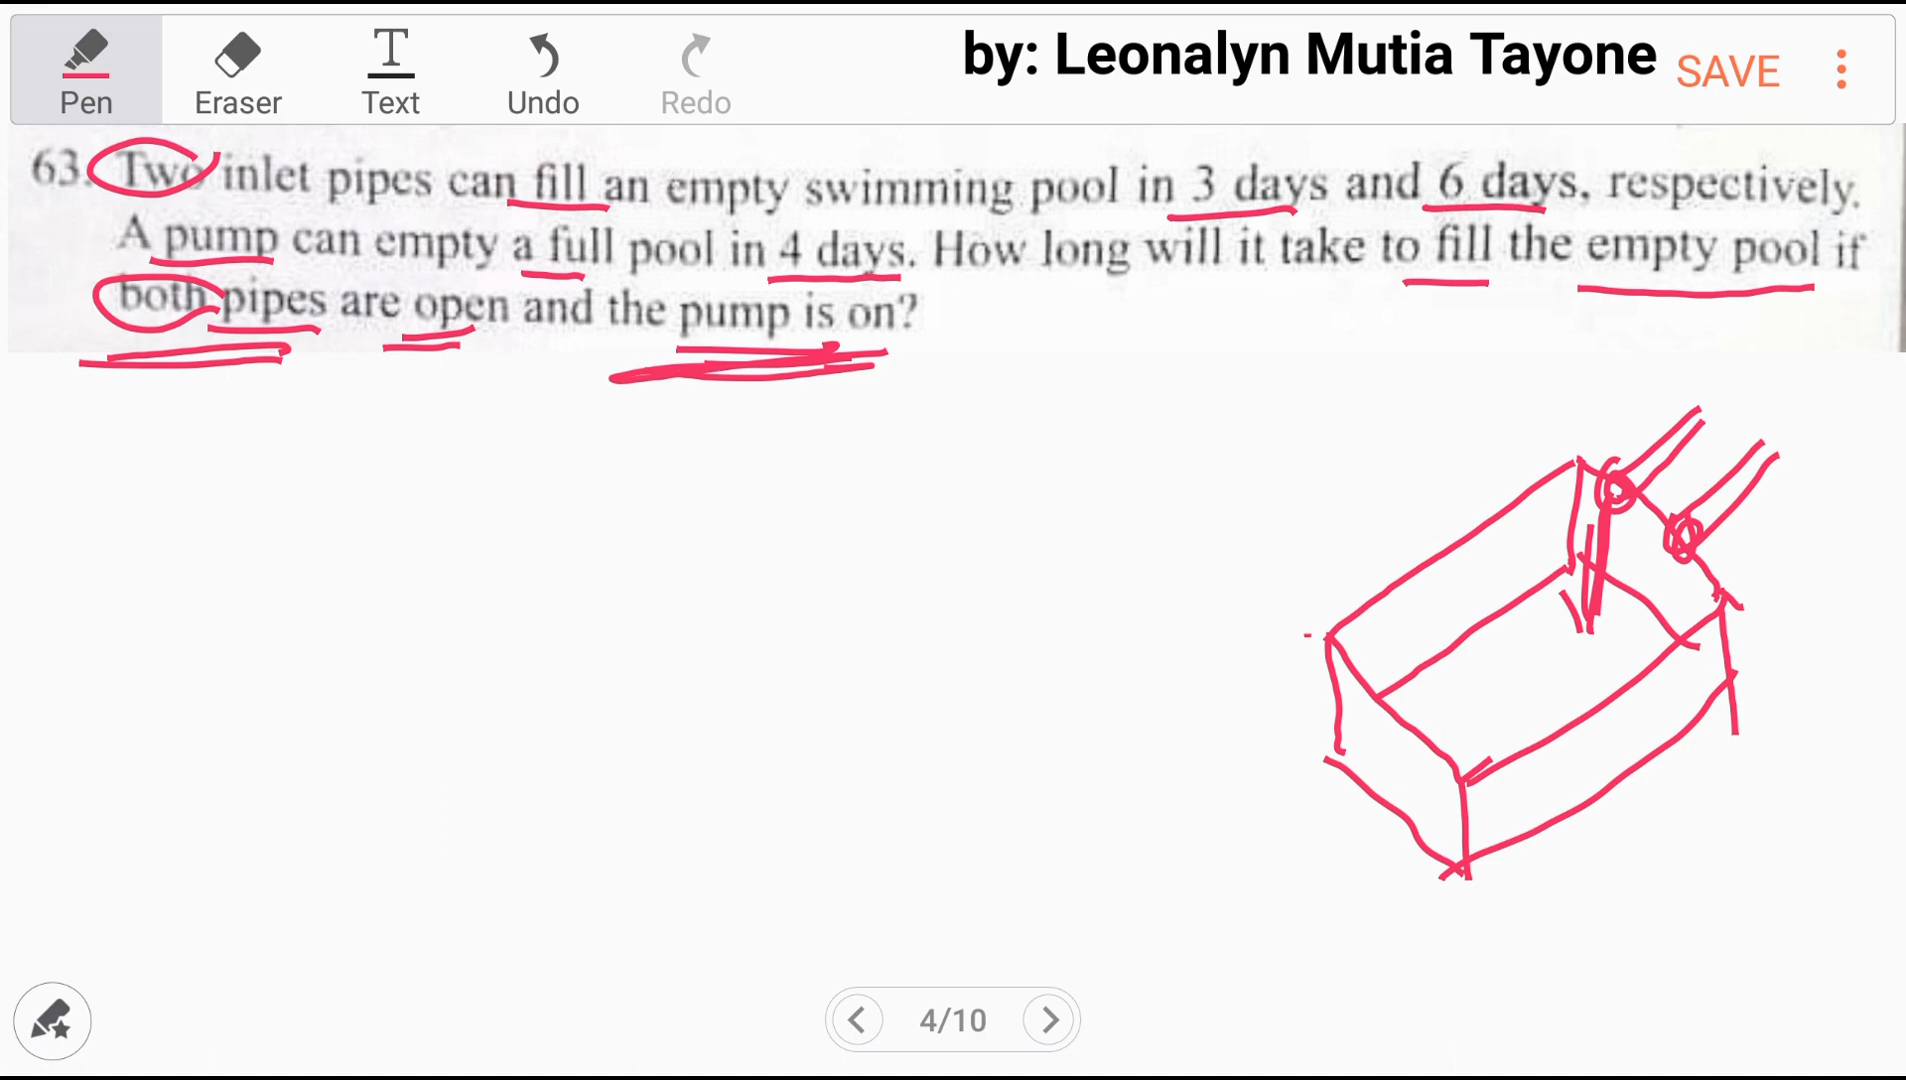 by: Leonalyn Mutia Tayone
SAVE
Pen
Eraser
Text
Undo
Redo
63. Two inlet pipes can fill an empty swimming pool in 3 days and 6 days, respectively.
A pump can empty a full pool in 4 days. How long will it take to fill the empty pool if
both pipes are open and the pump is on?
4/10